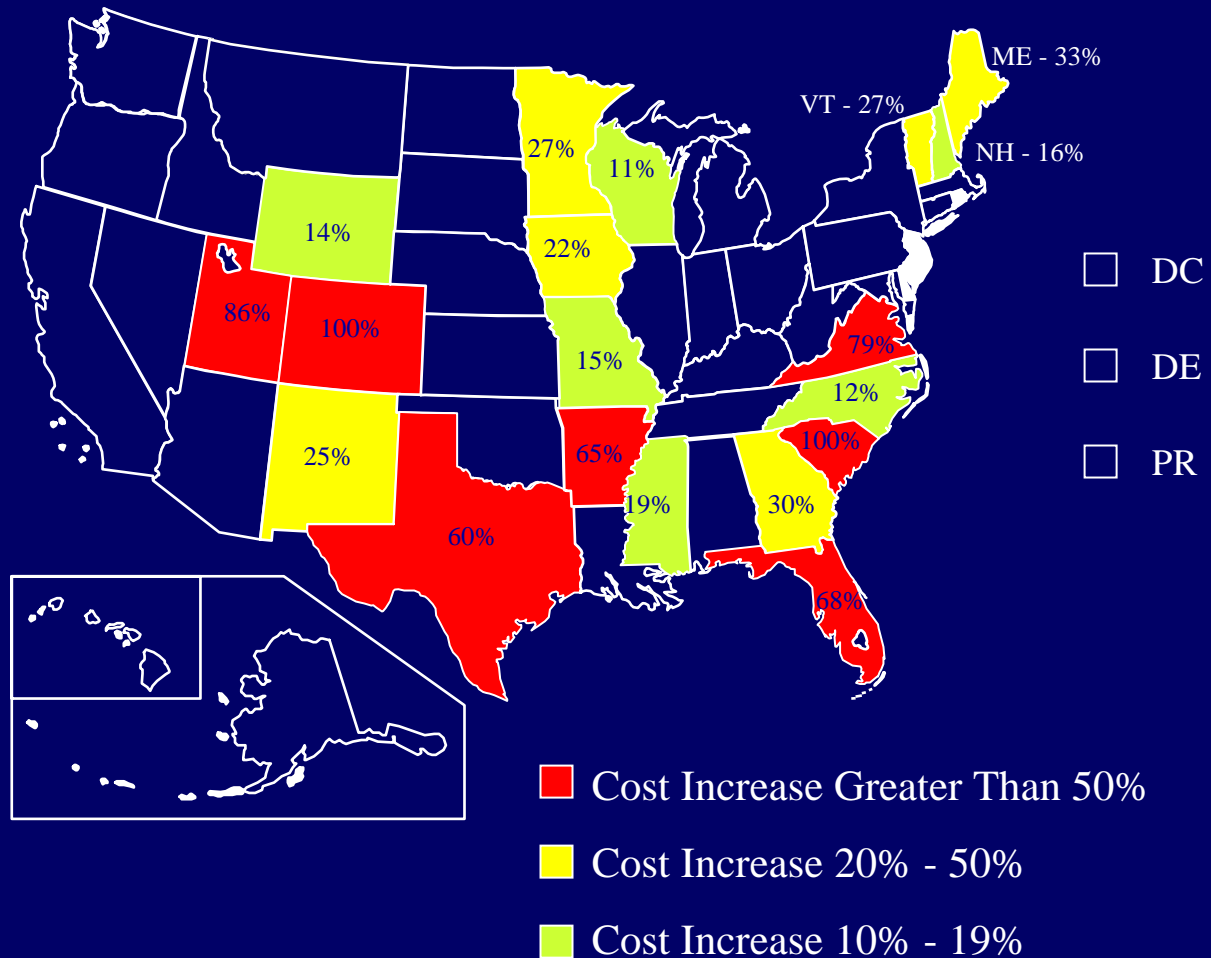 ME - 33%
VT - 27%
27%
NH - 16%
11%
14%
22%
DC
86%
100%
79%
15%
DE
12%
100%
65%
25%
PR
19%
30%
60%
68%
Cost Increase Greater Than 50%
Cost Increase 20% - 50%
Cost Increase 10% - 19%